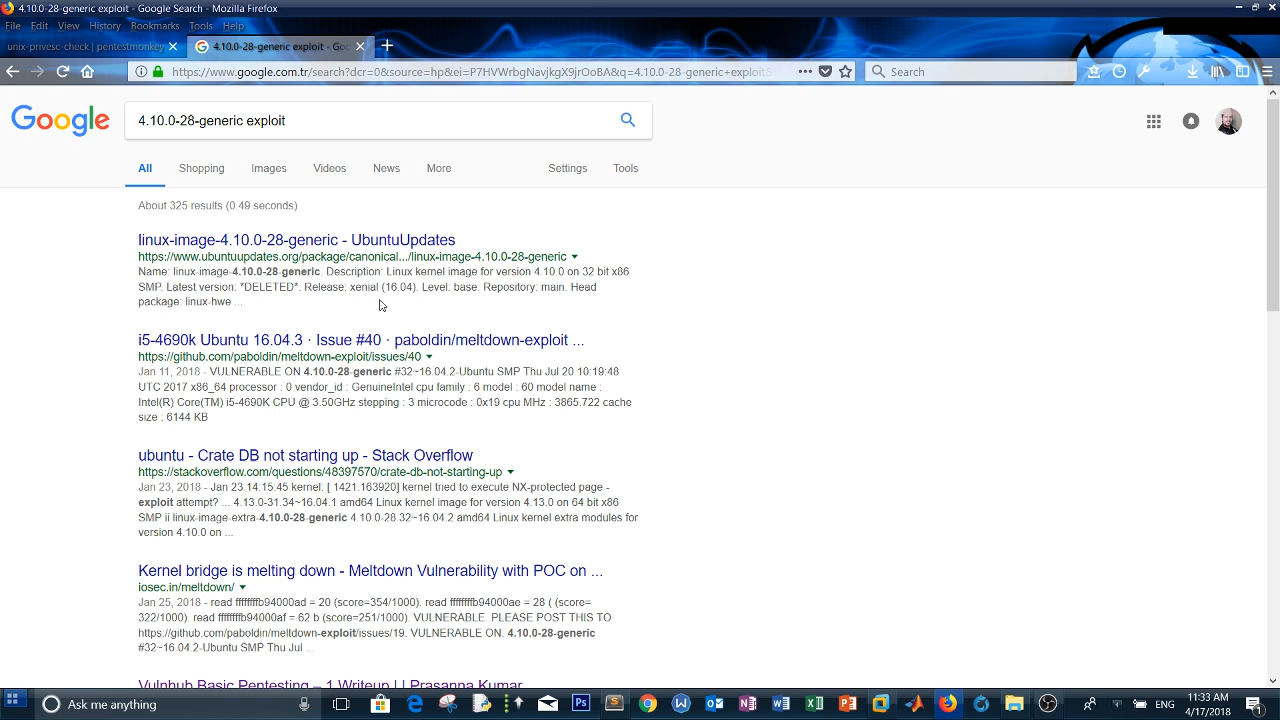 4.10.0-28-generic exploit - Google Search - Mozilla Firefox
File Edit View History Bookmarks Tools Help
unix-privesc-check | pentestmonkey
4.10.0-28-generic exploit - Goo
https://www.google.com.tr/search?dcr=0&source=hp&ei=P7HVWrbgNavjkgX9jrOoBA&q=4.10.0-28-generic+exploit&
Search
Google
4.10.0-28-generic exploit
All Shopping Images Videos News More Settings Tools
About 325 results (0.49 seconds)
linux-image-4.10.0-28-generic - UbuntuUpdates
https://www.ubuntuupdates.org/package/canonical.../linux-image-4.10.0-28-generic
Name: linux-image-4.10.0-28-generic. Description: Linux kernel image for version 4.10.0 on 32 bit x86
SMP. Latest version: *DELETED*. Release: xenial (16.04). Level: base. Repository: main. Head
package: linux-hwe ...
i5-4690k Ubuntu 16.04.3 · Issue #40 · paboldin/meltdown-exploit ...
https://github.com/paboldin/meltdown-exploit/issues/40
Jan 11, 2018 - VULNERABLE ON 4.10.0-28-generic #32~16.04.2-Ubuntu SMP Thu Jul 20 10:19:48
UTC 2017 x86_64 processor : 0 vendor_id : GenuineIntel cpu family : 6 model : 60 model name :
Intel(R) Core(TM) i5-4690K CPU @ 3.50GHz stepping : 3 microcode : 0x19 cpu MHz : 3865.722 cache
size : 6144 KB
ubuntu - Crate DB not starting up - Stack Overflow
https://stackoverflow.com/questions/48397570/crate-db-not-starting-up
Jan 23, 2018 - Jan 23 14:15:45 kernel: [ 1421.163920] kernel tried to execute NX-protected page -
exploit attempt? ... 4.13.0-31.34~16.04.1 amd64 Linux kernel image for version 4.13.0 on 64 bit x86
SMP ii linux-image-extra-4.10.0-28-generic 4.10.0-28.32~16.04.2 amd64 Linux kernel extra modules for
version 4.10.0 on ...
Kernel bridge is melting down - Meltdown Vulnerability with POC on ...
iosec.in/meltdown/
Jan 25, 2018 - read ffffffffb94000ad = 20 (score=354/1000). read ffffffffb94000ae = 28 ( (score=
322/1000). read ffffffffb94000af = 62 b (score=251/1000). VULNERABLE. PLEASE POST THIS TO
https://github.com/paboldin/meltdown-exploit/issues/19. VULNERABLE ON. 4.10.0-28-generic
#32~16.04.2-Ubuntu SMP Thu Jul ...
Vulnhub Basic Pentesting – 1 Writeup | | Prasanna Kumar
Ask me anything
ENG
11:33 AM
4/17/2018